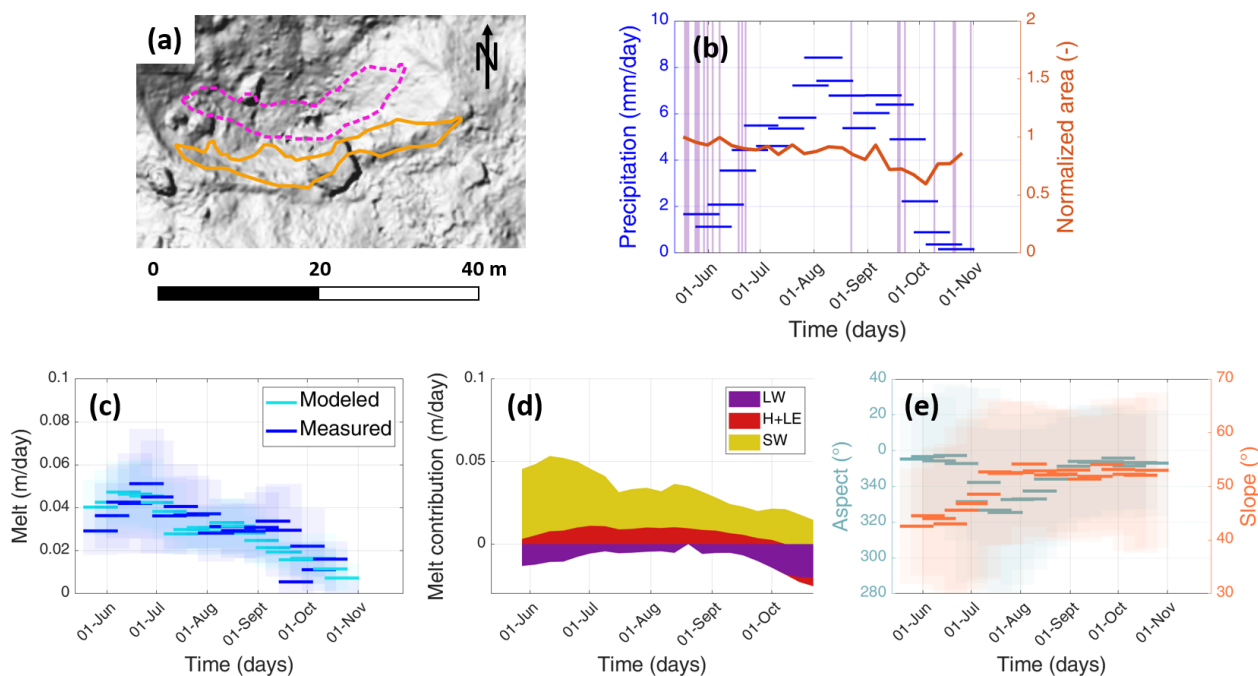 (a)
N
0 20 40 m
(b)
Precipitation (mm/day)
10
8
6
4
2
0
2
1.5
1
0.5
0
Normalized area (-)
01-Jun 01-Jul 01-Aug 01-Sept 01-Oct 01-Nov
Time (days)
(c)
Melt (m/day)
0.1
0.08
0.06
0.04
0.02
0
Modeled
Measured
01-Jun 01-Jul 01-Aug 01-Sept 01-Oct 01-Nov
Time (days)
(d)
Melt contribution (m/day)
0.1
0.05
0
LW
H+LE
SW
01-Jun 01-Jul 01-Aug 01-Sept 01-Oct
Time (days)
(e)
Aspect (°)
40
20
0
340
320
300
280
70
60
50
40
30
Slope (°)
01-Jun 01-Jul 01-Aug 01-Sept 01-Oct 01-Nov
Time (days)